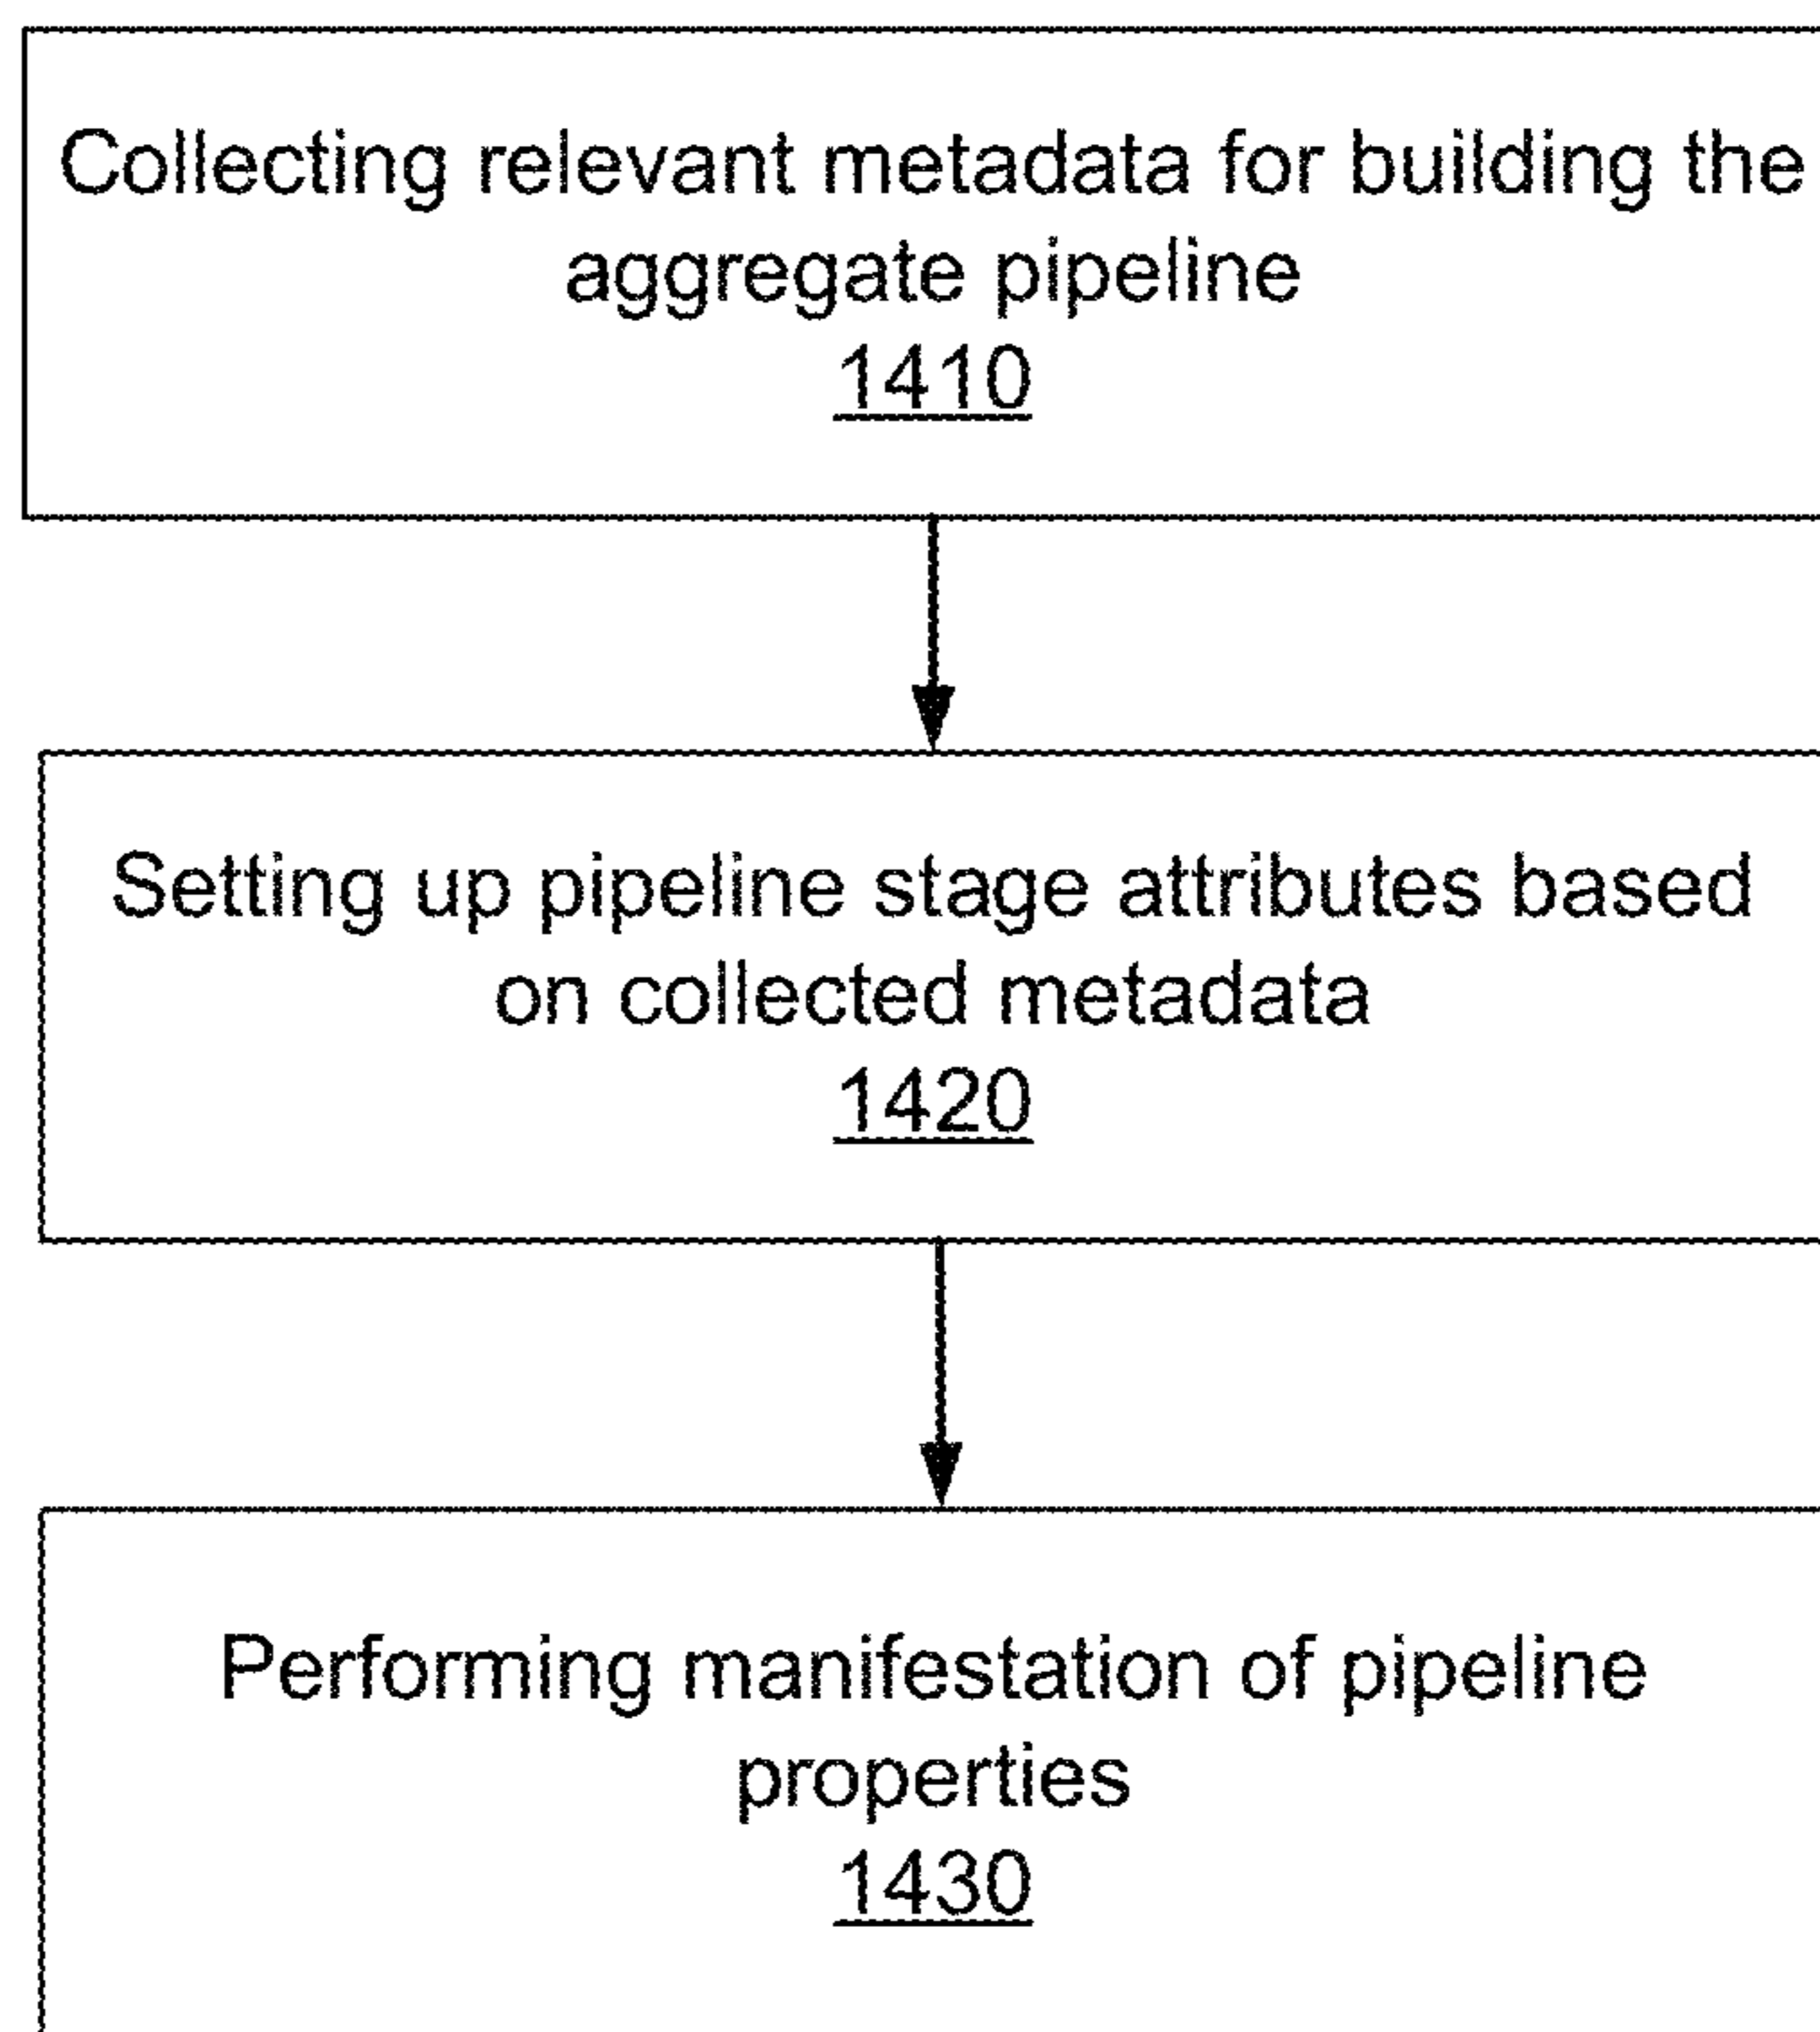 Collecting relevant metadata for building the
aggregate pipeline
1410
Setting up pipeline stage attributes based
on collected metadata
1420
Performing manifestation of pipeline
properties
1430